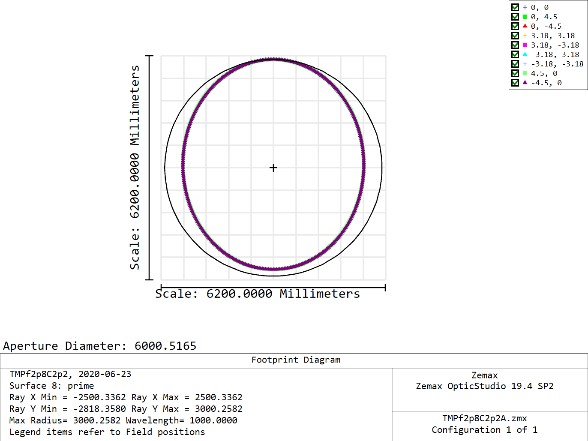 + 0, 0
0, 4.5
0, -4.5
3.18, 3.18
3.18, -3.18
-3.18, 3.18
-3.18, -3.18
4.5, 0
-4.5, 0
Scale: 6200.0000 Millimeters
Scale: 6200.0000 Millimeters
Aperture Diameter: 6000.5165
Footprint Diagram
TMPf2p8C2p2, 2020-06-23
Surface 8: prime
Ray X Min = -2500.3362 Ray X Max = 2500.3362
Ray Y Min = -2818.3580 Ray Y Max = 3000.2582
Max Radius= 3000.2582 Wavelength= 1000.0000
Legend items refer to Field positions
Zemax
Zemax OpticStudio 19.4 SP2
TMPf2p8C2p2A.zmx
Configuration 1 of 1